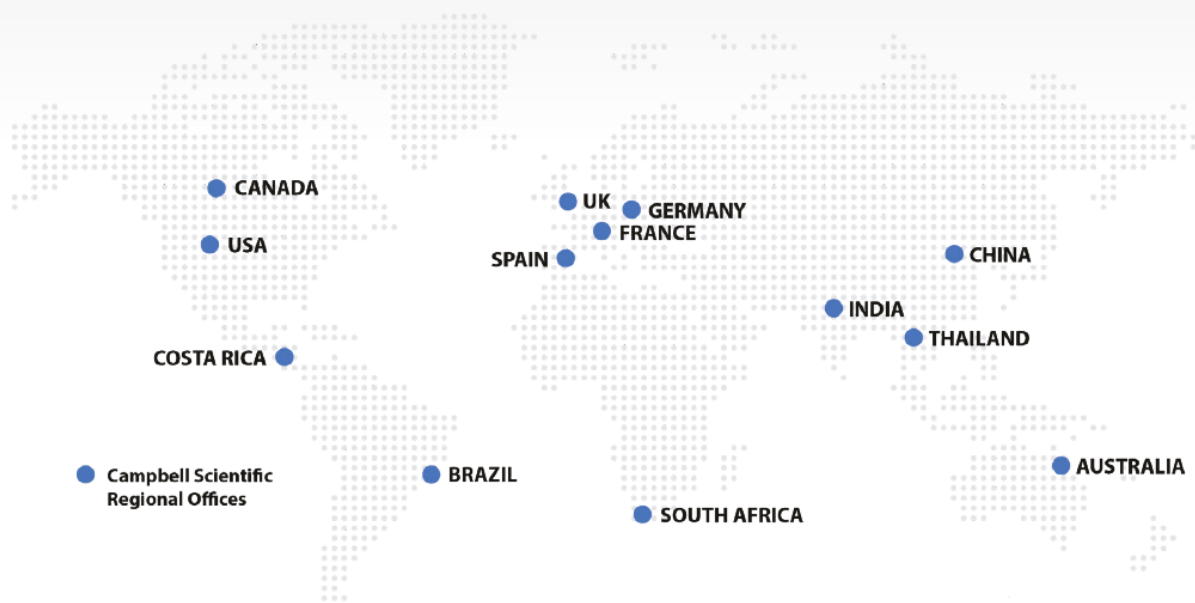 CANADA
UK
GERMANY
FRANCE
USA
SPAIN
CHINA
INDIA
THAILAND
COSTA RICA
Campbell Scientific
Regional Offices
BRAZIL
AUSTRALIA
SOUTH AFRICA